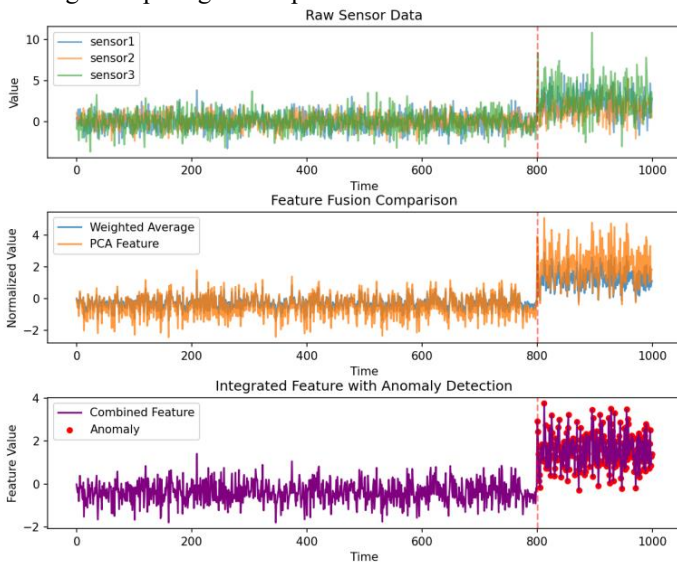 Raw Sensor Data
sensor1
sensor2
sensor3
Value
10
5
0
0 200 400 600 800 1000
Time
Feature Fusion Comparison
Weighted Average
PCA Feature
Normalized Value
4
2
0
−2
0 200 400 600 800 1000
Time
Integrated Feature with Anomaly Detection
Combined Feature
Anomaly
Feature Value
4
2
0
−2
0 200 400 600 800 1000
Time